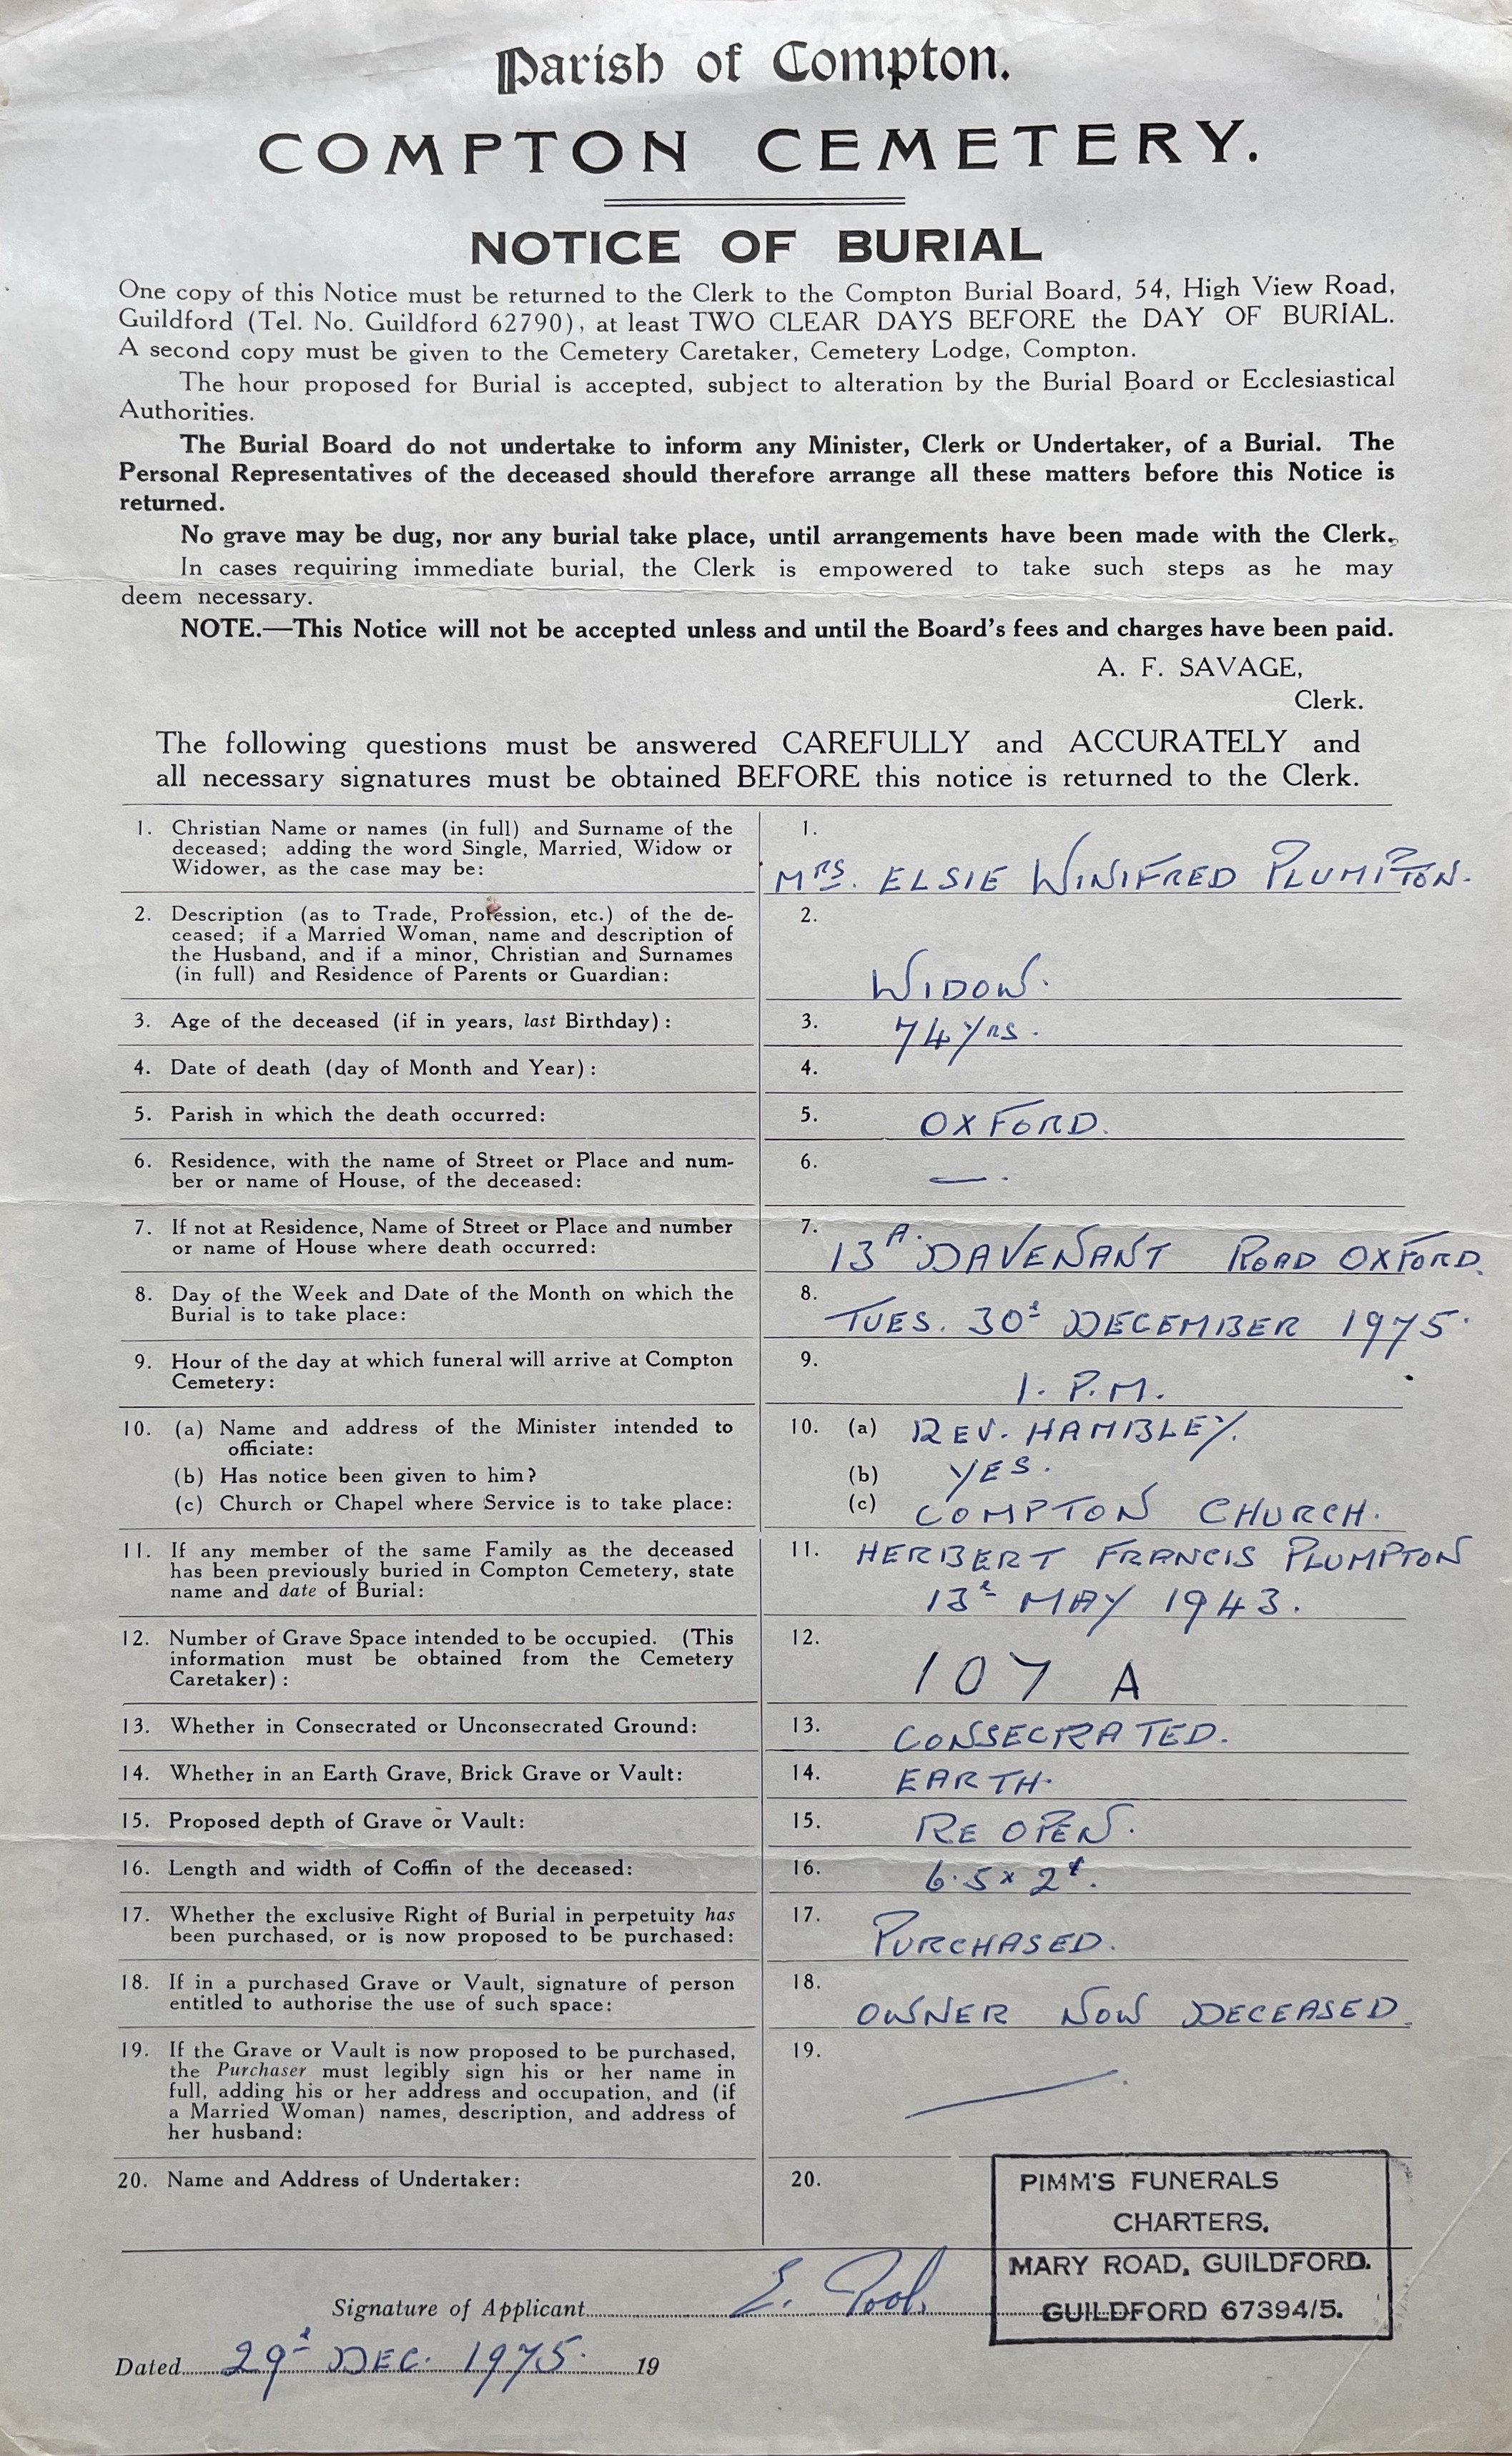 Parish of Compton.
COMPTON CEMETERY.
NOTICE OF BURIAL
One copy of this Notice must be returned to the Clerk to the Compton Burial Board, 54, High View Road,
Guildford (Tel. No. Guildford 62790), at least TWO CLEAR DAYS BEFORE the DAY OF BURIAL.
A second copy must be given to the Cemetery Caretaker, Cemetery Lodge, Compton.
The hour proposed for Burial is accepted, subject to alteration by the Burial Board or Ecclesiastical
Authorities.
The Burial Board do not undertake to inform any Minister, Clerk or Undertaker, of a Burial. The
Personal Representatives of the deceased should therefore arrange all these matters before this Notice is
returned.
No grave may be dug, nor any burial take place, until arrangements have been made with the Clerk.
In cases requiring immediate burial, the Clerk is empowered to take such steps as he may
deem necessary.
NOTE.—This Notice will not be accepted unless and until the Board's fees and charges have been paid.
A. F. SAVAGE,
Clerk.
The following questions must be answered CAREFULLY and ACCURATELY and
all necessary signatures must be obtained BEFORE this notice is returned to the Clerk.
1. Christian Name or names (in full) and Surname of the
deceased; adding the word Single, Married, Widow or
Widower, as the case may be:
1.
MRS. ELSIE WINIFRED PLUMPTON.
2. Description (as to Trade, Profession, etc.) of the de-
ceased; if a Married Woman, name and description of
the Husband, and if a minor, Christian and Surnames
(in full) and Residence of Parents or Guardian:
2.
WIDOW.
3. Age of the deceased (if in years, last Birthday):
3. 74 YRS.
4. Date of death (day of Month and Year):
4.
5. Parish in which the death occurred:
5. OXFORD.
6. Residence, with the name of Street or Place and num-
ber or name of House, of the deceased:
6. —.
7. If not at Residence, Name of Street or Place and number
or name of House where death occurred:
7. 13A. DAVENANT ROAD OXFORD.
8. Day of the Week and Date of the Month on which the
Burial is to take place:
8.
TUES. 30t DECEMBER 1975.
9. Hour of the day at which funeral will arrive at Compton
Cemetery:
9.
1. P.M.
10. (a) Name and address of the Minister intended to
officiate:
(b) Has notice been given to him?
(c) Church or Chapel where Service is to take place:
10. (a) REV. HAMBLEY.
(b) YES.
(c) COMPTON CHURCH.
11. If any member of the same Family as the deceased
has been previously buried in Compton Cemetery, state
name and date of Burial:
11. HERBERT FRANCIS PLUMPTON
13t MAY 1943.
12. Number of Grave Space intended to be occupied. (This
information must be obtained from the Cemetery
Caretaker):
12.
107 A
13. Whether in Consecrated or Unconsecrated Ground:
13. CONSECRATED.
14. Whether in an Earth Grave, Brick Grave or Vault:
14. EARTH.
15. Proposed depth of Grave or Vault:
15. RE OPEN.
16. Length and width of Coffin of the deceased:
16. 6.5 x 2
17. Whether the exclusive Right of Burial in perpetuity has
been purchased, or is now proposed to be purchased:
17.
PURCHASED.
18. If in a purchased Grave or Vault, signature of person
entitled to authorise the use of such space:
18.
OWNER NOW DECEASED.
19. If the Grave or Vault is now proposed to be purchased,
the Purchaser must legibly sign his or her name in
full, adding his or her address and occupation, and (if
a Married Woman) names, description, and address of
her husband:
19.
20. Name and Address of Undertaker:
20.
PIMM'S FUNERALS
CHARTERS,
MARY ROAD, GUILDFORD.
GUILDFORD 67394/5.
Signature of Applicant E. Pool.
Dated 29t DEC. 1975. 19